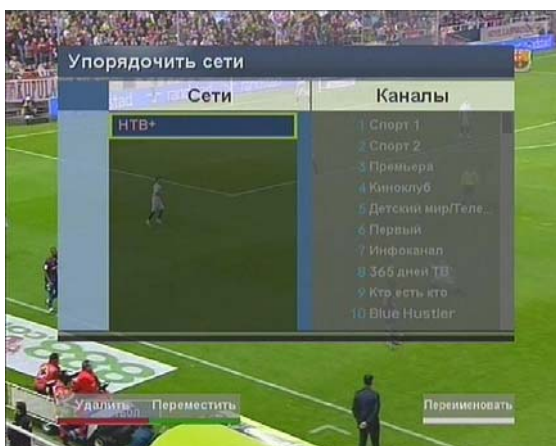 Упорядочить сети
Сети
Каналы
НТВ+
1 Спорт 1
2 Спорт 2
3 Премьера
4 Киноклуб
5 Детский мир/Теле...
6 Первый
7 Инфоканал
8 365 дней ТВ
9 Кто есть кто
10 Blue Hustler
Удалить
Переместить
Переименовать